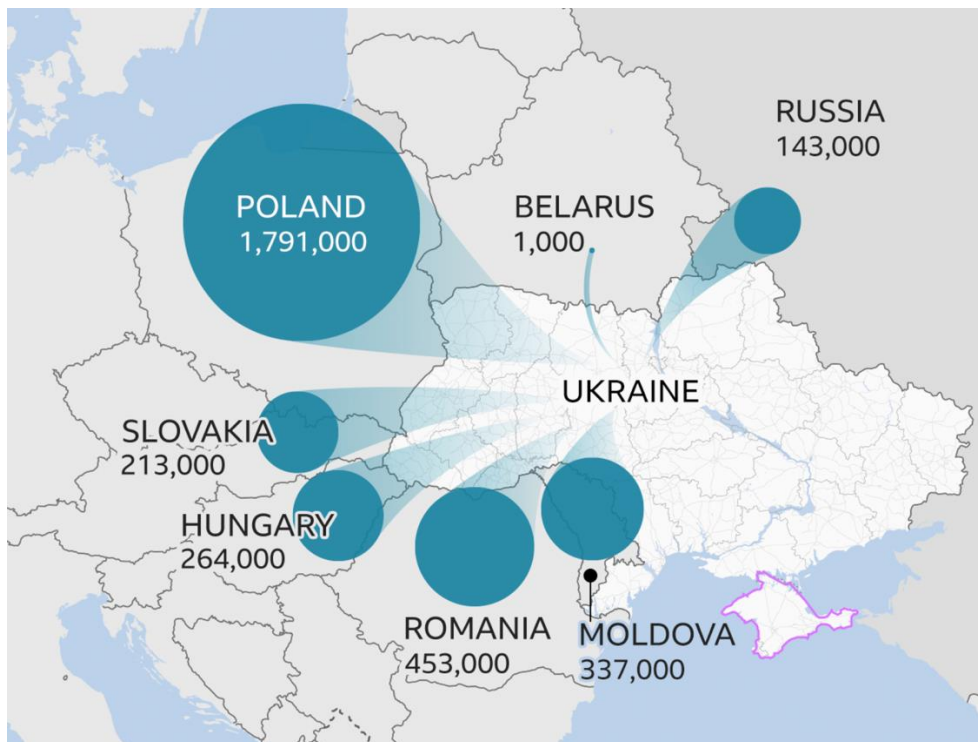 RUSSIA
143,000
POLAND
1,791,000
BELARUS
1,000
UKRAINE
SLOVAKIA
213,000
HUNGARY
264,000
ROMANIA
453,000
MOLDOVA
337,000